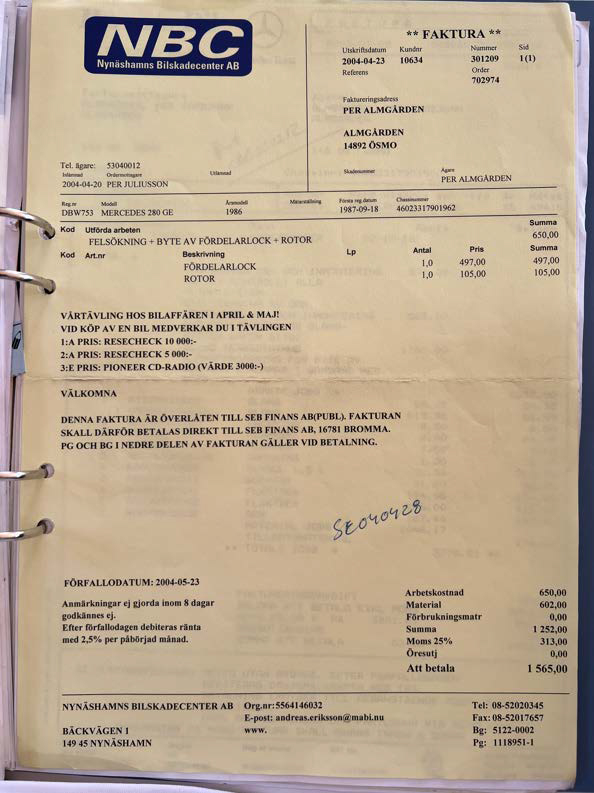 NBC
Nynäshamns Bilskadecenter AB
** FAKTURA **
Utskriftsdatum Kundnr Nummer Sid
2004-04-23 10634 301209 1(1)
Referens Order
702974
Faktureringsadress
PER ALMGÅRDEN
ALMGÅRDEN
14892 ÖSMO
Tel. ägare: 53040012
Inlämnad Ordermottagare Utlämnad Skadenummer Ägare
2004-04-20 PER JULIUSSON PER ALMGÅRDEN
Reg.nr Modell Årsmodell Mätarställning Första reg.datum Chassinummer
DBW753 MERCEDES 280 GE 1986 1987-09-18 46023317901962
Kod Utförda arbeten Summa
FELSÖKNING + BYTE AV FÖRDELARLOCK + ROTOR 650,00
Kod Art.nr Beskrivning Lp Antal Pris Summa
FÖRDELARLOCK 1,0 497,00 497,00
ROTOR 1,0 105,00 105,00
VÅRTÄVLING HOS BILAFFÄREN I APRIL & MAJ!
VID KÖP AV EN BIL MEDVERKAR DU I TÄVLINGEN
1:A PRIS: RESECHECK 10 000:-
2:A PRIS: RESECHECK 5 000:-
3:E PRIS: PIONEER CD-RADIO (VÄRDE 3000:-)
VÄLKOMNA
DENNA FAKTURA ÄR ÖVERLÅTEN TILL SEB FINANS AB(PUBL). FAKTURAN
SKALL DÄRFÖR BETALAS DIREKT TILL SEB FINANS AB, 16781 BROMMA.
PG OCH BG I NEDRE DELEN AV FAKTURAN GÄLLER VID BETALNING.
SE040428
FÖRFALLODATUM: 2004-05-23
Anmärkningar ej gjorda inom 8 dagar
godkännes ej.
Efter förfallodagen debiteras ränta
med 2,5% per påbörjad månad.
Arbetskostnad 650,00
Material 602,00
Förbrukningsmatr 0,00
Summa 1 252,00
Moms 25% 313,00
Öresutj 0,00
Att betala 1 565,00
NYNÄSHAMNS BILSKADECENTER AB Org.nr:5564146032 Tel: 08-52020345
E-post: andreas.eriksson@mabi.nu Fax: 08-52017657
BÄCKVÄGEN 1 www. Bg: 5122-0002
149 45 NYNÄSHAMN Pg: 1118951-1